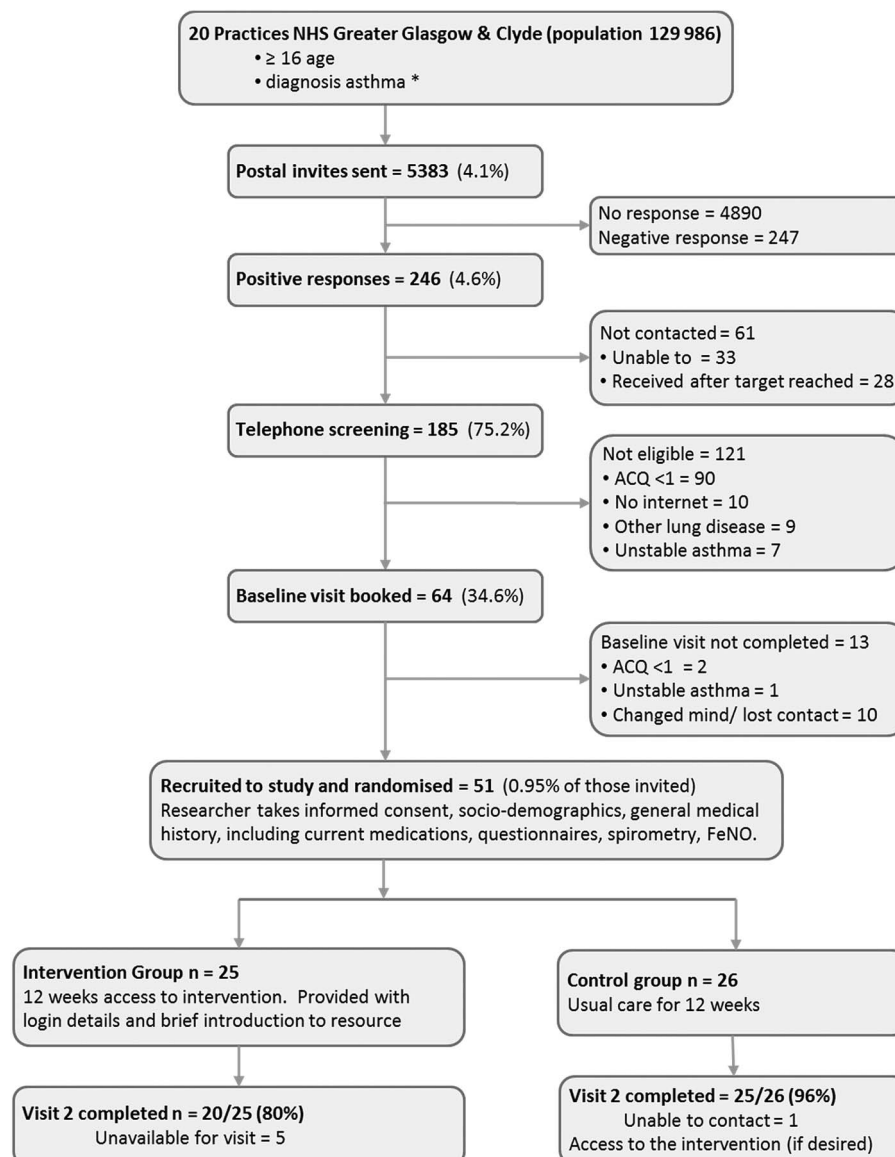 20 Practices NHS Greater Glasgow & Clyde (population 129 986)
• ≥ 16 age
• diagnosis asthma *
Postal invites sent = 5383 (4.1%)
No response = 4890
Negative response = 247
Positive responses = 246 (4.6%)
Not contacted = 61
• Unable to = 33
• Received after target reached = 28
Telephone screening = 185 (75.2%)
Not eligible = 121
• ACQ <1 = 90
• No internet = 10
• Other lung disease = 9
• Unstable asthma = 7
Baseline visit booked = 64 (34.6%)
Baseline visit not completed = 13
• ACQ <1 = 2
• Unstable asthma = 1
• Changed mind/ lost contact = 10
Recruited to study and randomised = 51 (0.95% of those invited)
Researcher takes informed consent, socio-demographics, general medical
history, including current medications, questionnaires, spirometry, FeNO.
Intervention Group n = 25
12 weeks access to intervention. Provided with
login details and brief introduction to resource
Control group n = 26
Usual care for 12 weeks
Visit 2 completed n = 20/25 (80%)
Unavailable for visit = 5
Visit 2 completed = 25/26 (96%)
Unable to contact = 1
Access to the intervention (if desired)